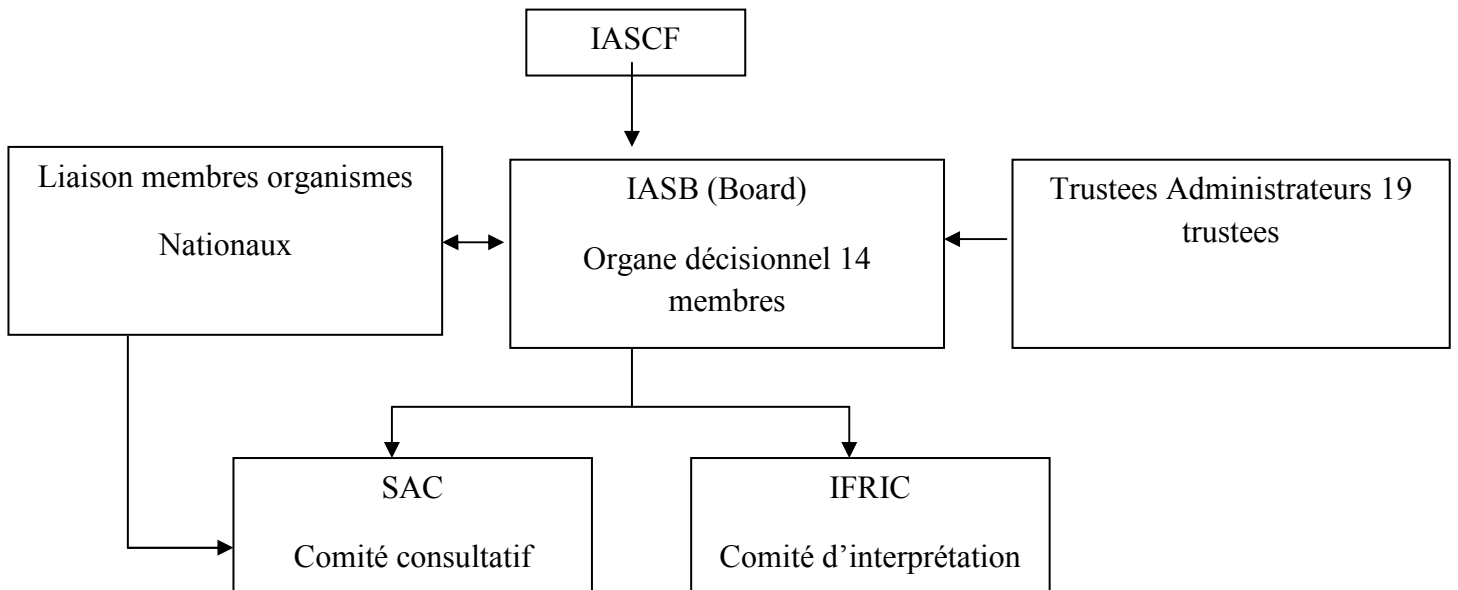 IASCF
Liaison membres organismes
Nationaux
IASB (Board)
Organe décisionnel 14
membres
Trustees Administrateurs 19
trustees
SAC
Comité consultatif
IFRIC
Comité d’interprétation